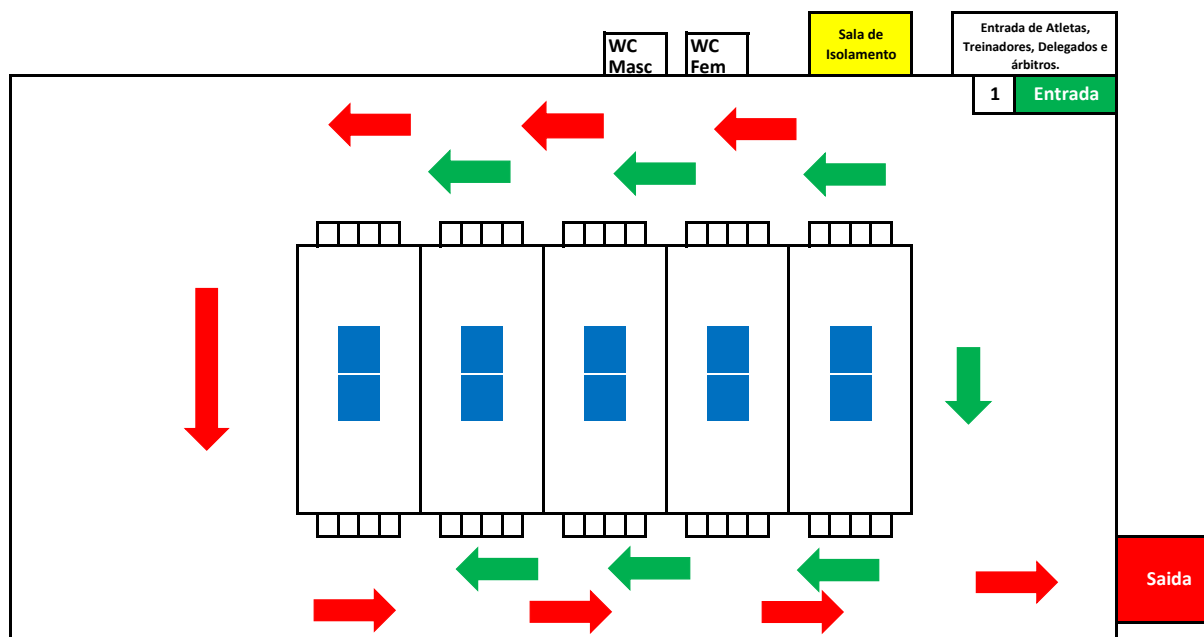 WC
Masc
WC
Fem
Sala de
Isolamento
Entrada de Atletas,
Treinadores, Delegados e
árbitros.
1
Entrada
Saida